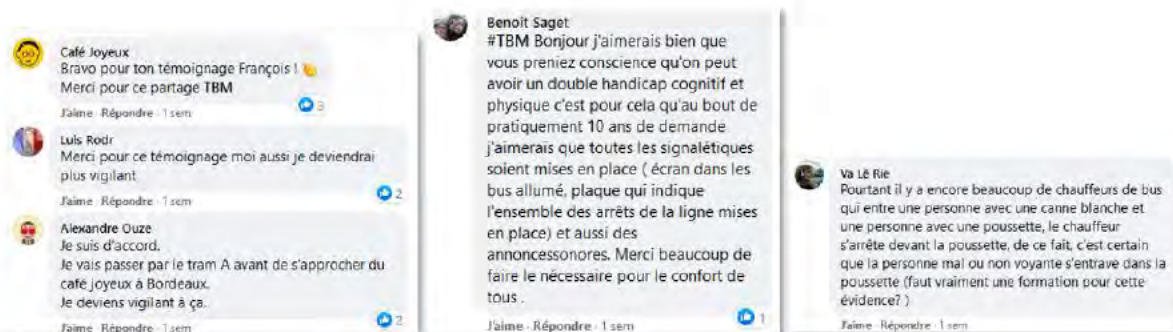 Café Joyeux
Bravo pour ton témoignage François !
Merci pour ce partage TBM
3
J'aime · Répondre · 1 sem
Luis Rodr
Merci pour ce témoignage moi aussi je deviendrai
plus vigilant
2
J'aime · Répondre · 1 sem
Alexandre Ouze
Je suis d'accord.
Je vais passer par le tram A avant de s'approcher du
café joyeux à Bordeaux.
Je deviens vigilant à ça.
2
J'aime · Répondre · 1 sem
Benoit Saget
#TBM Bonjour j'aimerais bien que
vous preniez conscience qu'on peut
avoir un double handicap cognitif et
physique c'est pour cela qu'au bout de
pratiquement 10 ans de demande
j'aimerais que toutes les signalétiques
soient mises en place ( écran dans les
bus allumé, plaque qui indique
l'ensemble des arrêts de la ligne mises
en place) et aussi des
annoncessonores. Merci beaucoup de
faire le nécessaire pour le confort de
tous .
1
J'aime · Répondre · 1 sem
Va Lë Rie
Pourtant il y a encore beaucoup de chauffeurs de bus
qui entre une personne avec une canne blanche et
une personne avec une poussette, le chauffeur
s'arrête devant la poussette, de ce fait, c'est certain
que la personne mal ou non voyante s'entrave dans la
poussette (faut vraiment une formation pour cette
évidence? )
J'aime · Répondre · 1 sem